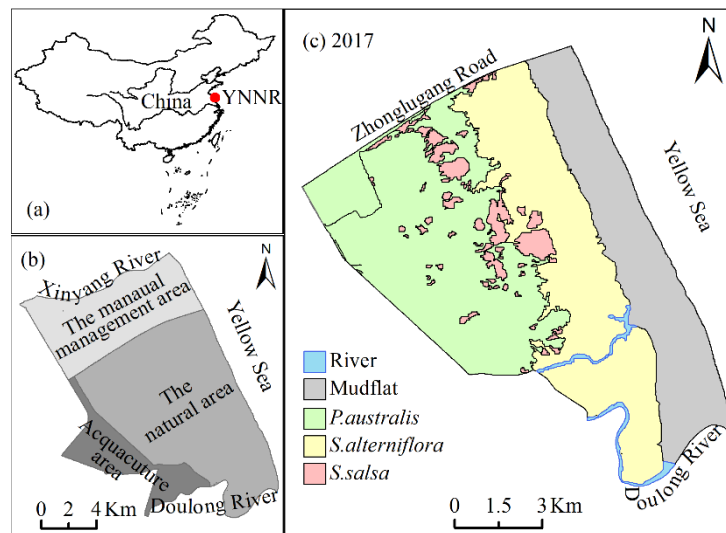 China
YNNR
(a)
(b)
N
Xinyang River
The manaual
management area
Yellow Sea
The
natural area
Acquacuture
area
Doulong River
0 2 4 Km
(c) 2017
N
Zhonglugang Road
Yellow Sea
River
Mudflat
P.australis
S.alterniflora
S.salsa
0 1.5 3 Km
Doulong River